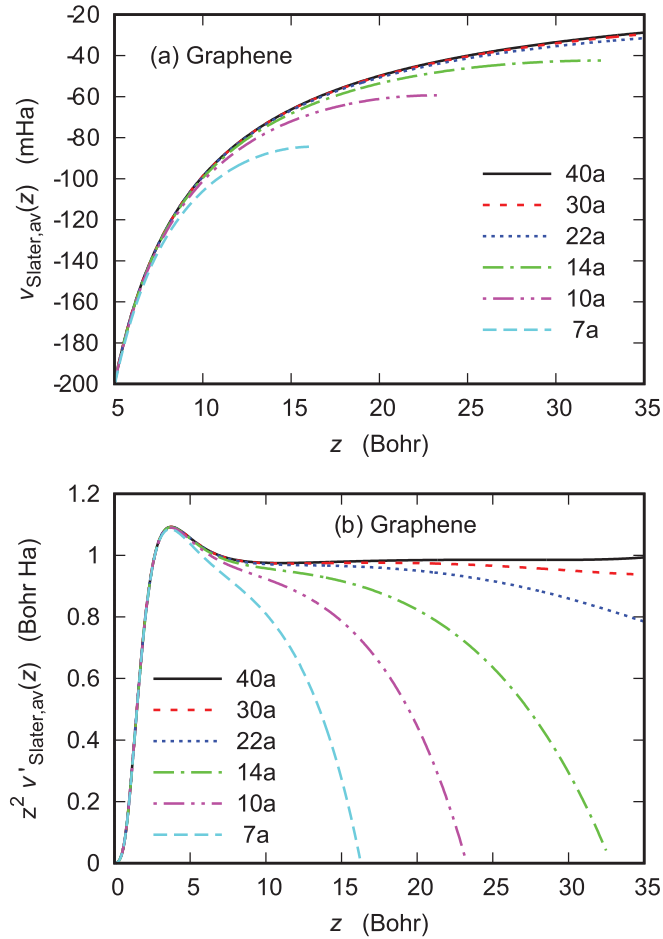 -20
-40
-60
-80
-100
-120
-140
-160
-180
-200
v_Slater,av(z) (mHa)
(a) Graphene
40a
30a
22a
14a
10a
7a
5 10 15 20 25 30 35
z (Bohr)
1.2
1
0.8
0.6
0.4
0.2
0
z² v'_Slater,av(z) (Bohr Ha)
(b) Graphene
40a
30a
22a
14a
10a
7a
0 5 10 15 20 25 30 35
z (Bohr)